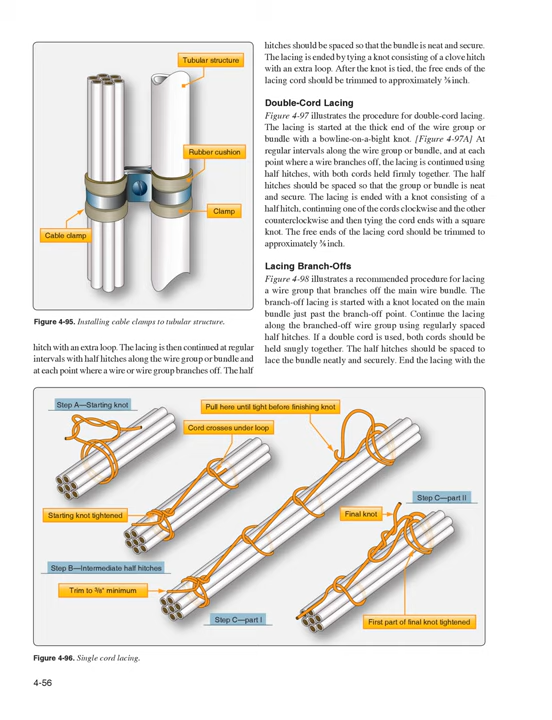 Tubular structure
Rubber cushion
Clamp
Cable clamp
Figure 4-95. Installing cable clamps to tubular structure.
hitch with an extra loop. The lacing is then continued at regular
intervals with half hitches along the wire group or bundle and
at each point where a wire or wire group branches off. The half
hitches should be spaced so that the bundle is neat and secure.
The lacing is ended by tying a knot consisting of a clove hitch
with an extra loop. After the knot is tied, the free ends of the
lacing cord should be trimmed to approximately ⅜ inch.
Double-Cord Lacing
Figure 4-97 illustrates the procedure for double-cord lacing.
The lacing is started at the thick end of the wire group or
bundle with a bowline-on-a-bight knot. [Figure 4-97A] At
regular intervals along the wire group or bundle, and at each
point where a wire branches off, the lacing is continued using
half hitches, with both cords held firmly together. The half
hitches should be spaced so that the group or bundle is neat
and secure. The lacing is ended with a knot consisting of a
half hitch, continuing one of the cords clockwise and the other
counterclockwise and then tying the cord ends with a square
knot. The free ends of the lacing cord should be trimmed to
approximately ⅜ inch.
Lacing Branch-Offs
Figure 4-98 illustrates a recommended procedure for lacing
a wire group that branches off the main wire bundle. The
branch-off lacing is started with a knot located on the main
bundle just past the branch-off point. Continue the lacing
along the branched-off wire group using regularly spaced
half hitches. If a double cord is used, both cords should be
held snugly together. The half hitches should be spaced to
lace the bundle neatly and securely. End the lacing with the
Step A—Starting knot
Pull here until tight before finishing knot
Cord crosses under loop
Step C—part II
Starting knot tightened
Final knot
Step B—Intermediate half hitches
Trim to 3/8" minimum
Step C—part I
First part of final knot tightened
Figure 4-96. Single cord lacing.
4-56